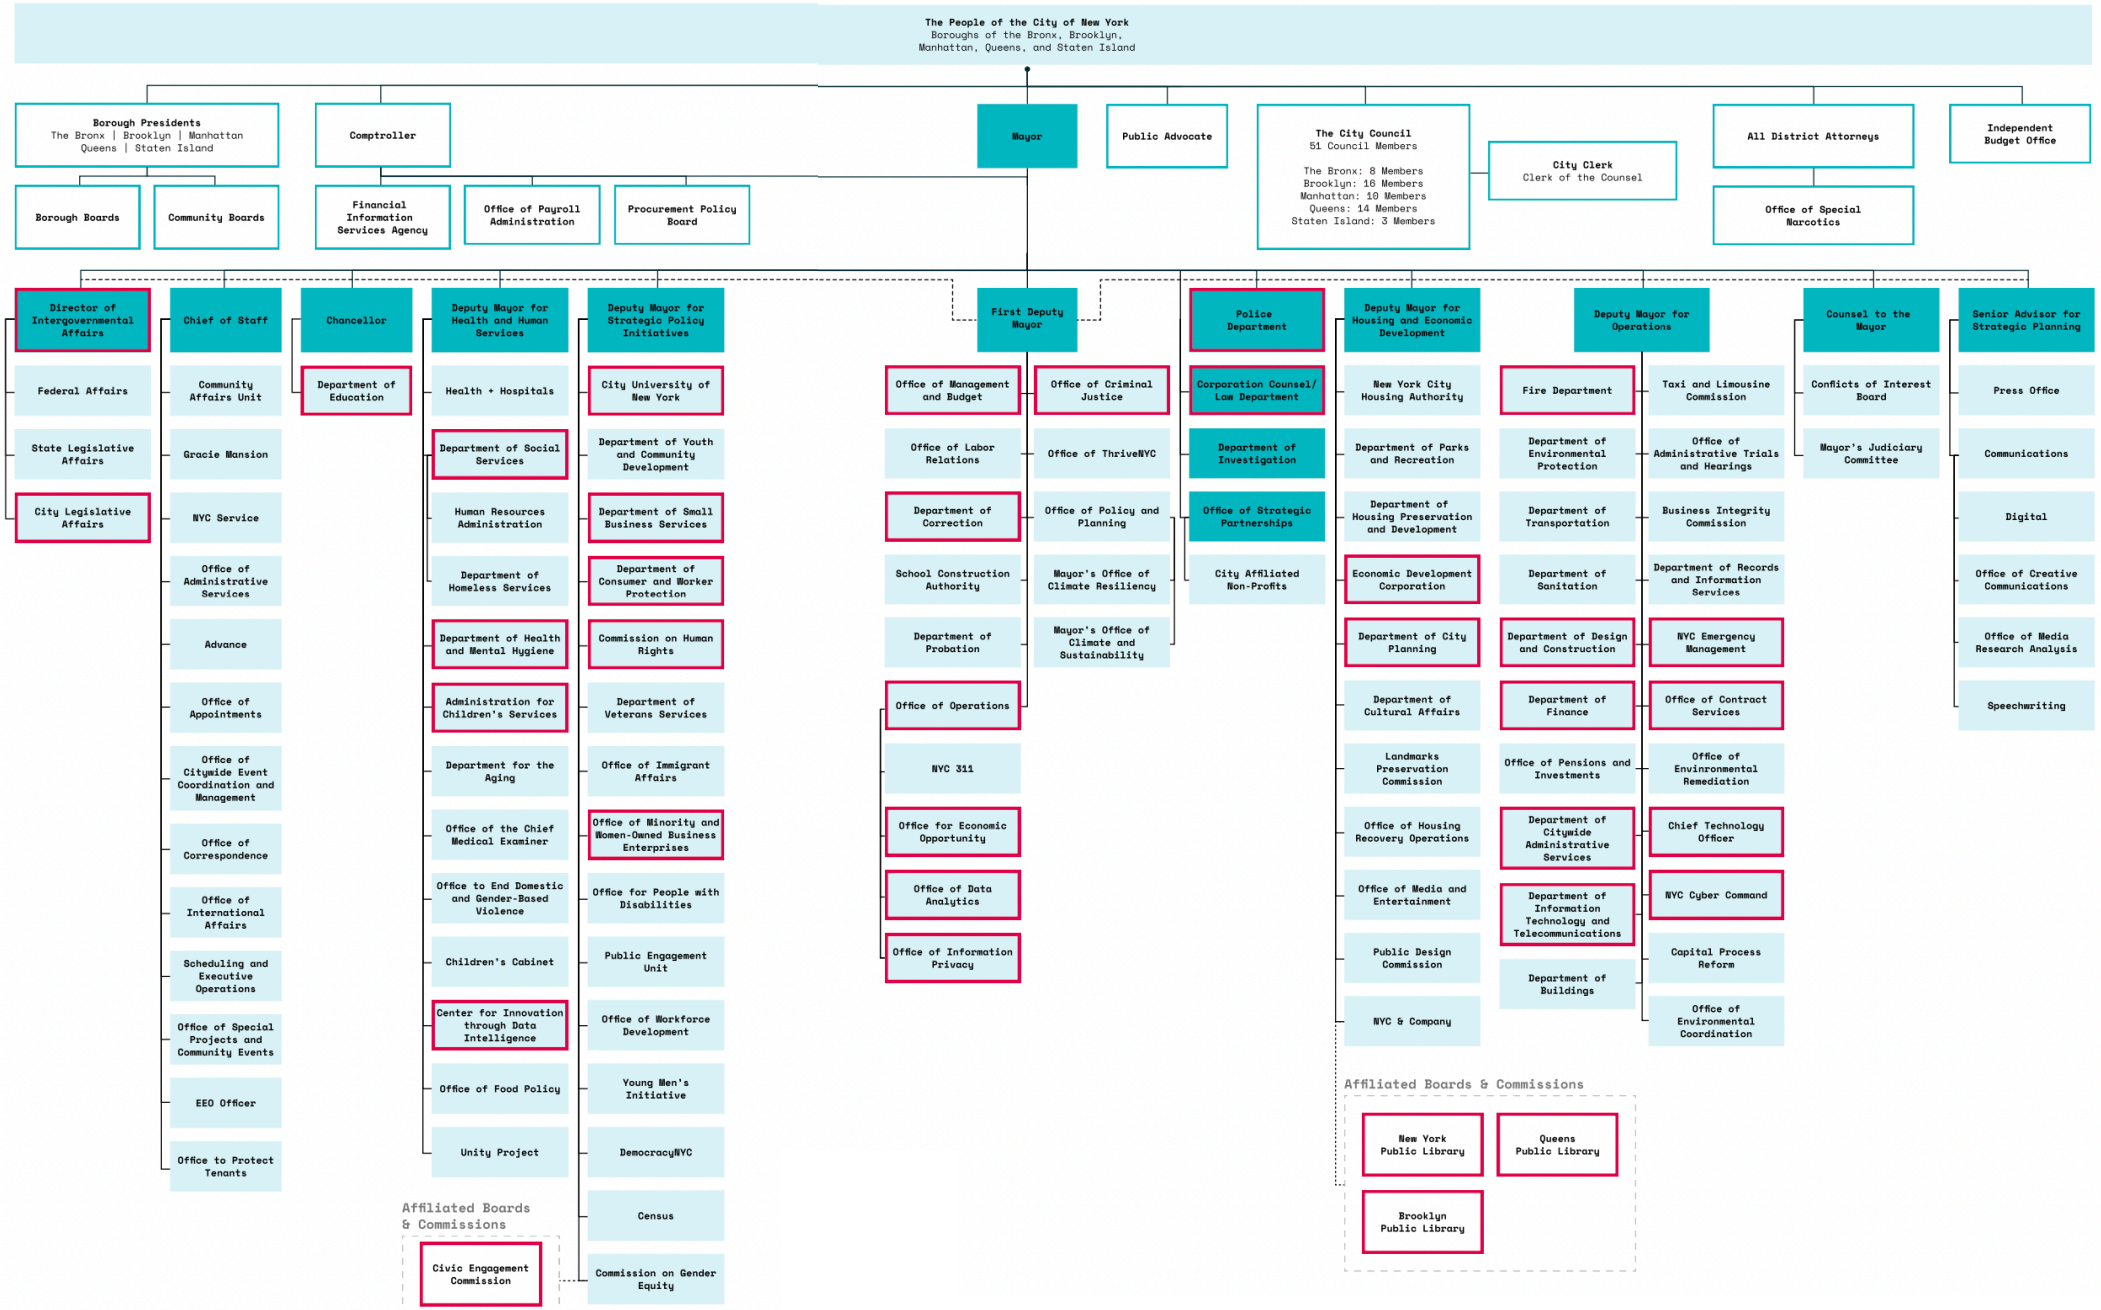 The People of the City of New York
Boroughs of the Bronx, Brooklyn,
Manhattan, Queens, and Staten Island
Borough Presidents
The Bronx | Brooklyn | Manhattan
Queens | Staten Island
Comptroller
Mayor
Public Advocate
The City Council
51 Council Members
The Bronx: 8 Members
Brooklyn: 16 Members
Manhattan: 10 Members
Queens: 14 Members
Staten Island: 3 Members
City Clerk
Clerk of the Counsel
All District Attorneys
Independent
Budget Office
Borough Boards
Community Boards
Financial
Information
Services Agency
Office of Payroll
Administration
Procurement Policy
Board
Office of Special
Narcotics
Director of
Intergovernmental
Affairs
Federal Affairs
State Legislative
Affairs
City Legislative
Affairs
Chief of Staff
Community
Affairs Unit
Gracie Mansion
NYC Service
Office of
Administrative
Services
Advance
Office of
Appointments
Office of
Citywide Event
Coordination and
Management
Office of
Correspondence
Office of
International
Affairs
Scheduling and
Executive
Operations
Office of Special
Projects and
Community Events
EEO Officer
Office to Protect
Tenants
Chancellor
Department of
Education
Deputy Mayor for
Health and Human
Services
Health + Hospitals
Department of Social
Services
Human Resources
Administration
Department of
Homeless Services
Department of Health
and Mental Hygiene
Administration for
Children's Services
Department for the
Aging
Office of the Chief
Medical Examiner
Office to End Domestic
and Gender-Based
Violence
Children's Cabinet
Center for Innovation
through Data
Intelligence
Office of Food Policy
Unity Project
Affiliated Boards
& Commissions
Civic Engagement
Commission
Deputy Mayor for
Strategic Policy
Initiatives
City University of
New York
Department of Youth
and Community
Development
Department of Small
Business Services
Department of
Consumer and Worker
Protection
Commission on Human
Rights
Department of
Veterans Services
Office of Immigrant
Affairs
Office of Minority and
Women-Owned Business
Enterprises
Office for People with
Disabilities
Public Engagement
Unit
Office of Workforce
Development
Young Men's
Initiative
DemocracyNYC
Census
Commission on Gender
Equity
First Deputy
Mayor
Office of Management
and Budget
Office of Labor
Relations
Department of
Correction
School Construction
Authority
Department of
Probation
Office of Operations
NYC 311
Office for Economic
Opportunity
Office of Data
Analytics
Office of Information
Privacy
Office of Criminal
Justice
Office of ThriveNYC
Office of Policy and
Planning
Mayor's Office of
Climate Resiliency
Mayor's Office of
Climate and
Sustainability
Police
Department
Corporation Counsel/
Law Department
Department of
Investigation
Office of Strategic
Partnerships
City Affiliated
Non-Profits
Deputy Mayor for
Housing and Economic
Development
New York City
Housing Authority
Department of Parks
and Recreation
Department of
Housing Preservation
and Development
Economic Development
Corporation
Department of City
Planning
Department of
Cultural Affairs
Landmarks
Preservation
Commission
Office of Housing
Recovery Operations
Office of Media and
Entertainment
Public Design
Commission
NYC & Company
Affiliated Boards & Commissions
New York
Public Library
Queens
Public Library
Brooklyn
Public Library
Deputy Mayor for
Operations
Fire Department
Department of
Environmental
Protection
Department of
Transportation
Department of
Sanitation
Department of Design
and Construction
Department of
Finance
Office of Pensions and
Investments
Department of
Citywide
Administrative
Services
Department of
Information
Technology and
Telecommunications
Department of
Buildings
Taxi and Limousine
Commission
Office of
Administrative Trials
and Hearings
Business Integrity
Commission
Department of Records
and Information
Services
NYC Emergency
Management
Office of Contract
Services
Office of
Envinronmental
Remediation
Chief Technology
Officer
NYC Cyber Command
Capital Process
Reform
Office of
Environmental
Coordination
Counsel to the
Mayor
Conflicts of Interest
Board
Mayor's Judiciary
Committee
Senior Advisor for
Strategic Planning
Press Office
Communications
Digital
Office of Creative
Communications
Office of Media
Research Analysis
Speechwriting